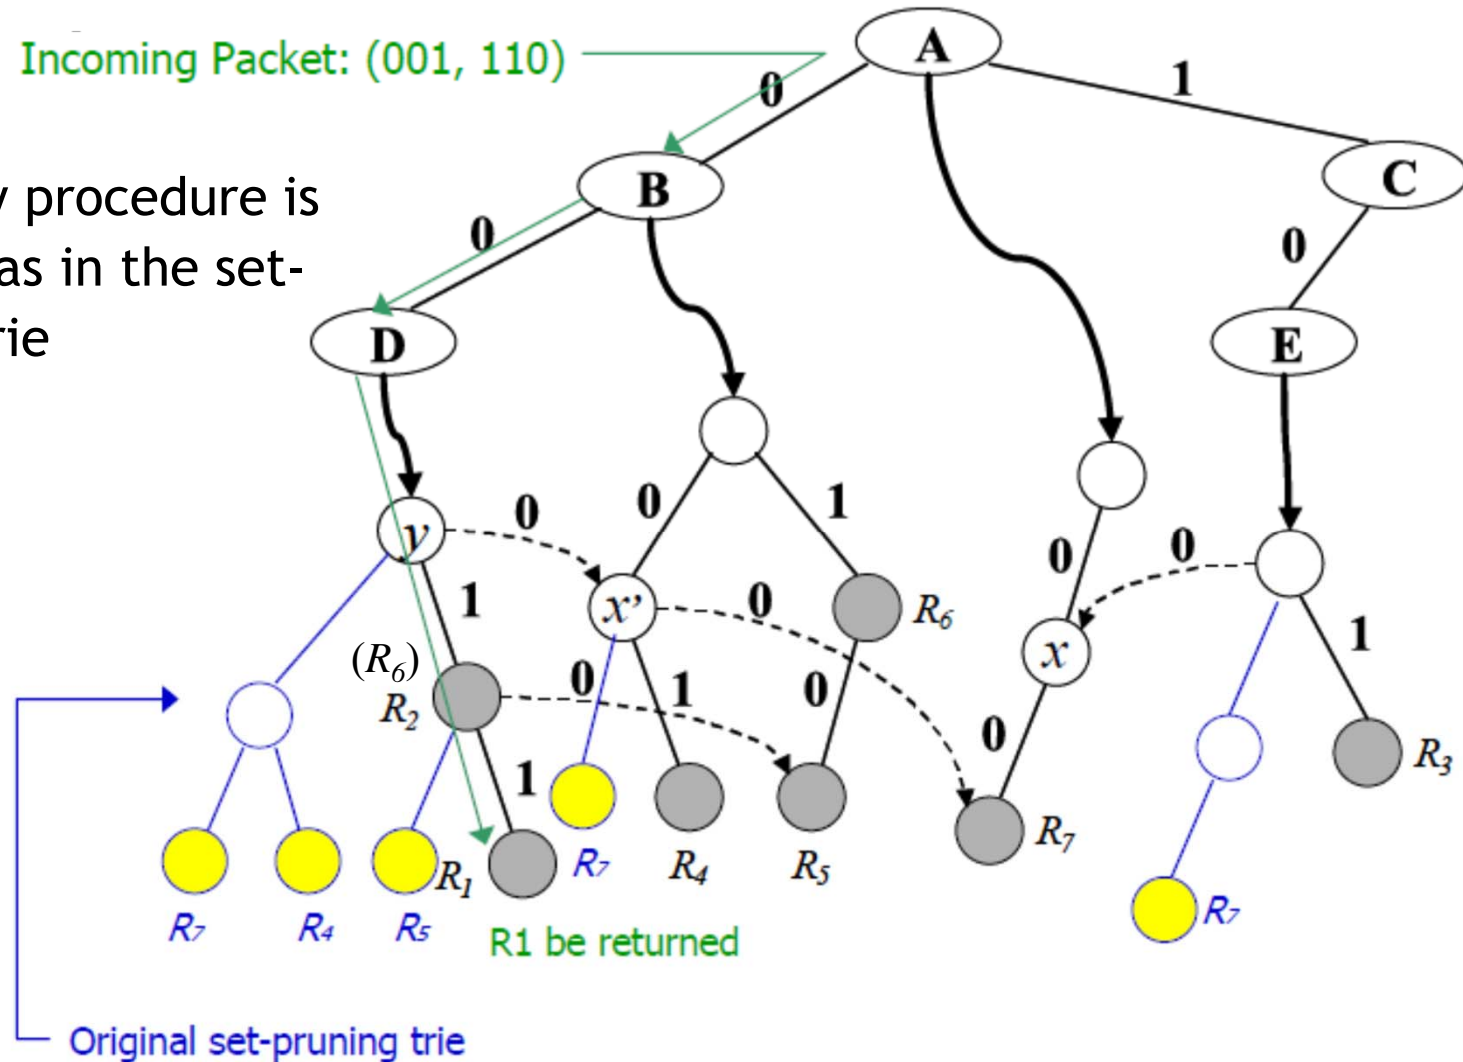 Incoming Packet: (001, 110)
A
0
1
y procedure is
as in the set-
rie
B
C
0
0
D
E
y
0
0
1
0
0
1
x’
0
R6
x
1
(R6)
R2
0
1
0
0
R3
1
R7
R7
R4
R5
R1
R7
R4
R5
R7
R1 be returned
Original set-pruning trie